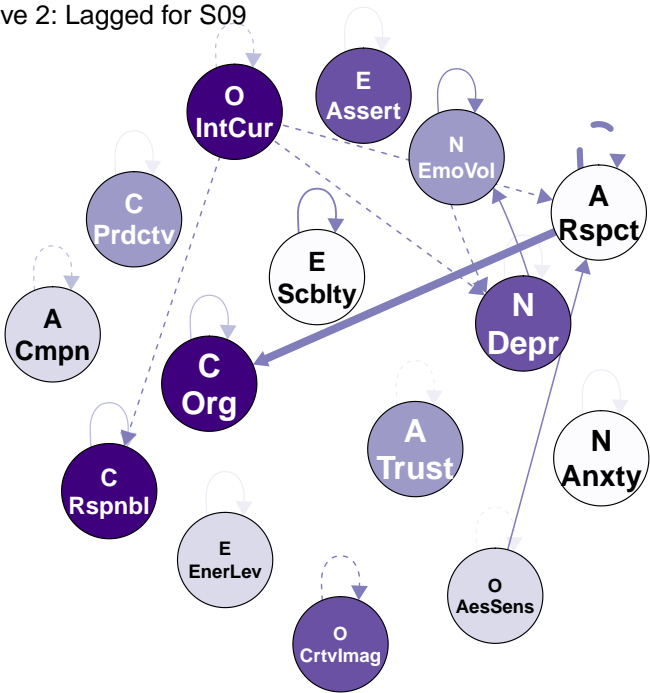 ve 2: Lagged for S09
O
IntCur
E
Assert
N
EmoVol
A
Rspct
C
Prdctv
E
Scblty
A
Cmpn
N
Depr
C
Org
A
Trust
N
Anxty
C
Rspnbl
E
EnerLev
O
AesSens
O
CrtvImag